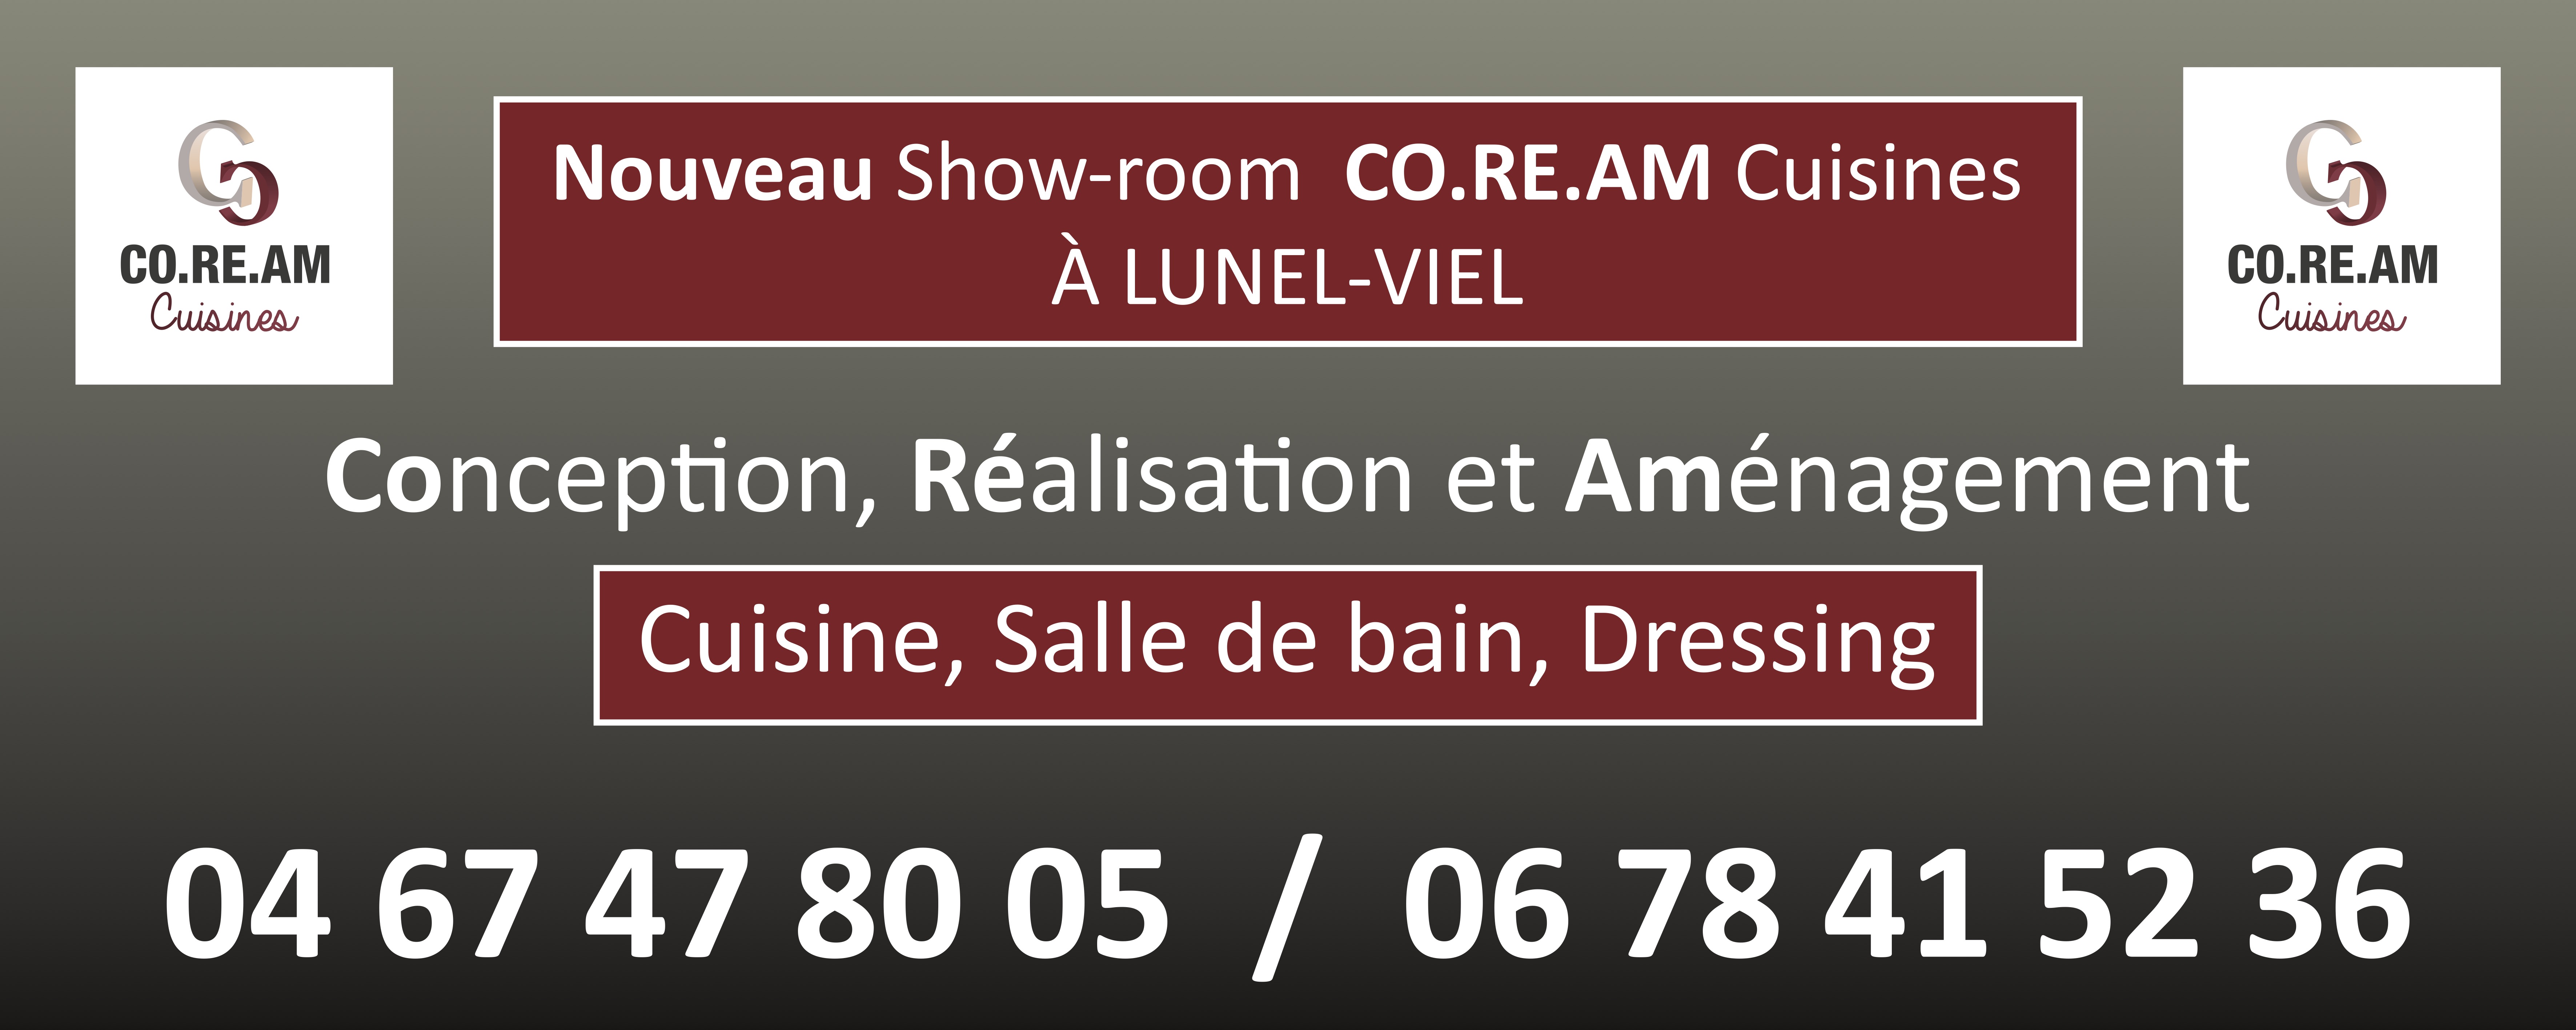 CO.RE.AM
Cuisines
Nouveau Show-room CO.RE.AM Cuisines
À LUNEL-VIEL
CO.RE.AM
Cuisines
Conception, Réalisation et Aménagement
Cuisine, Salle de bain, Dressing
04 67 47 80 05 / 06 78 41 52 36